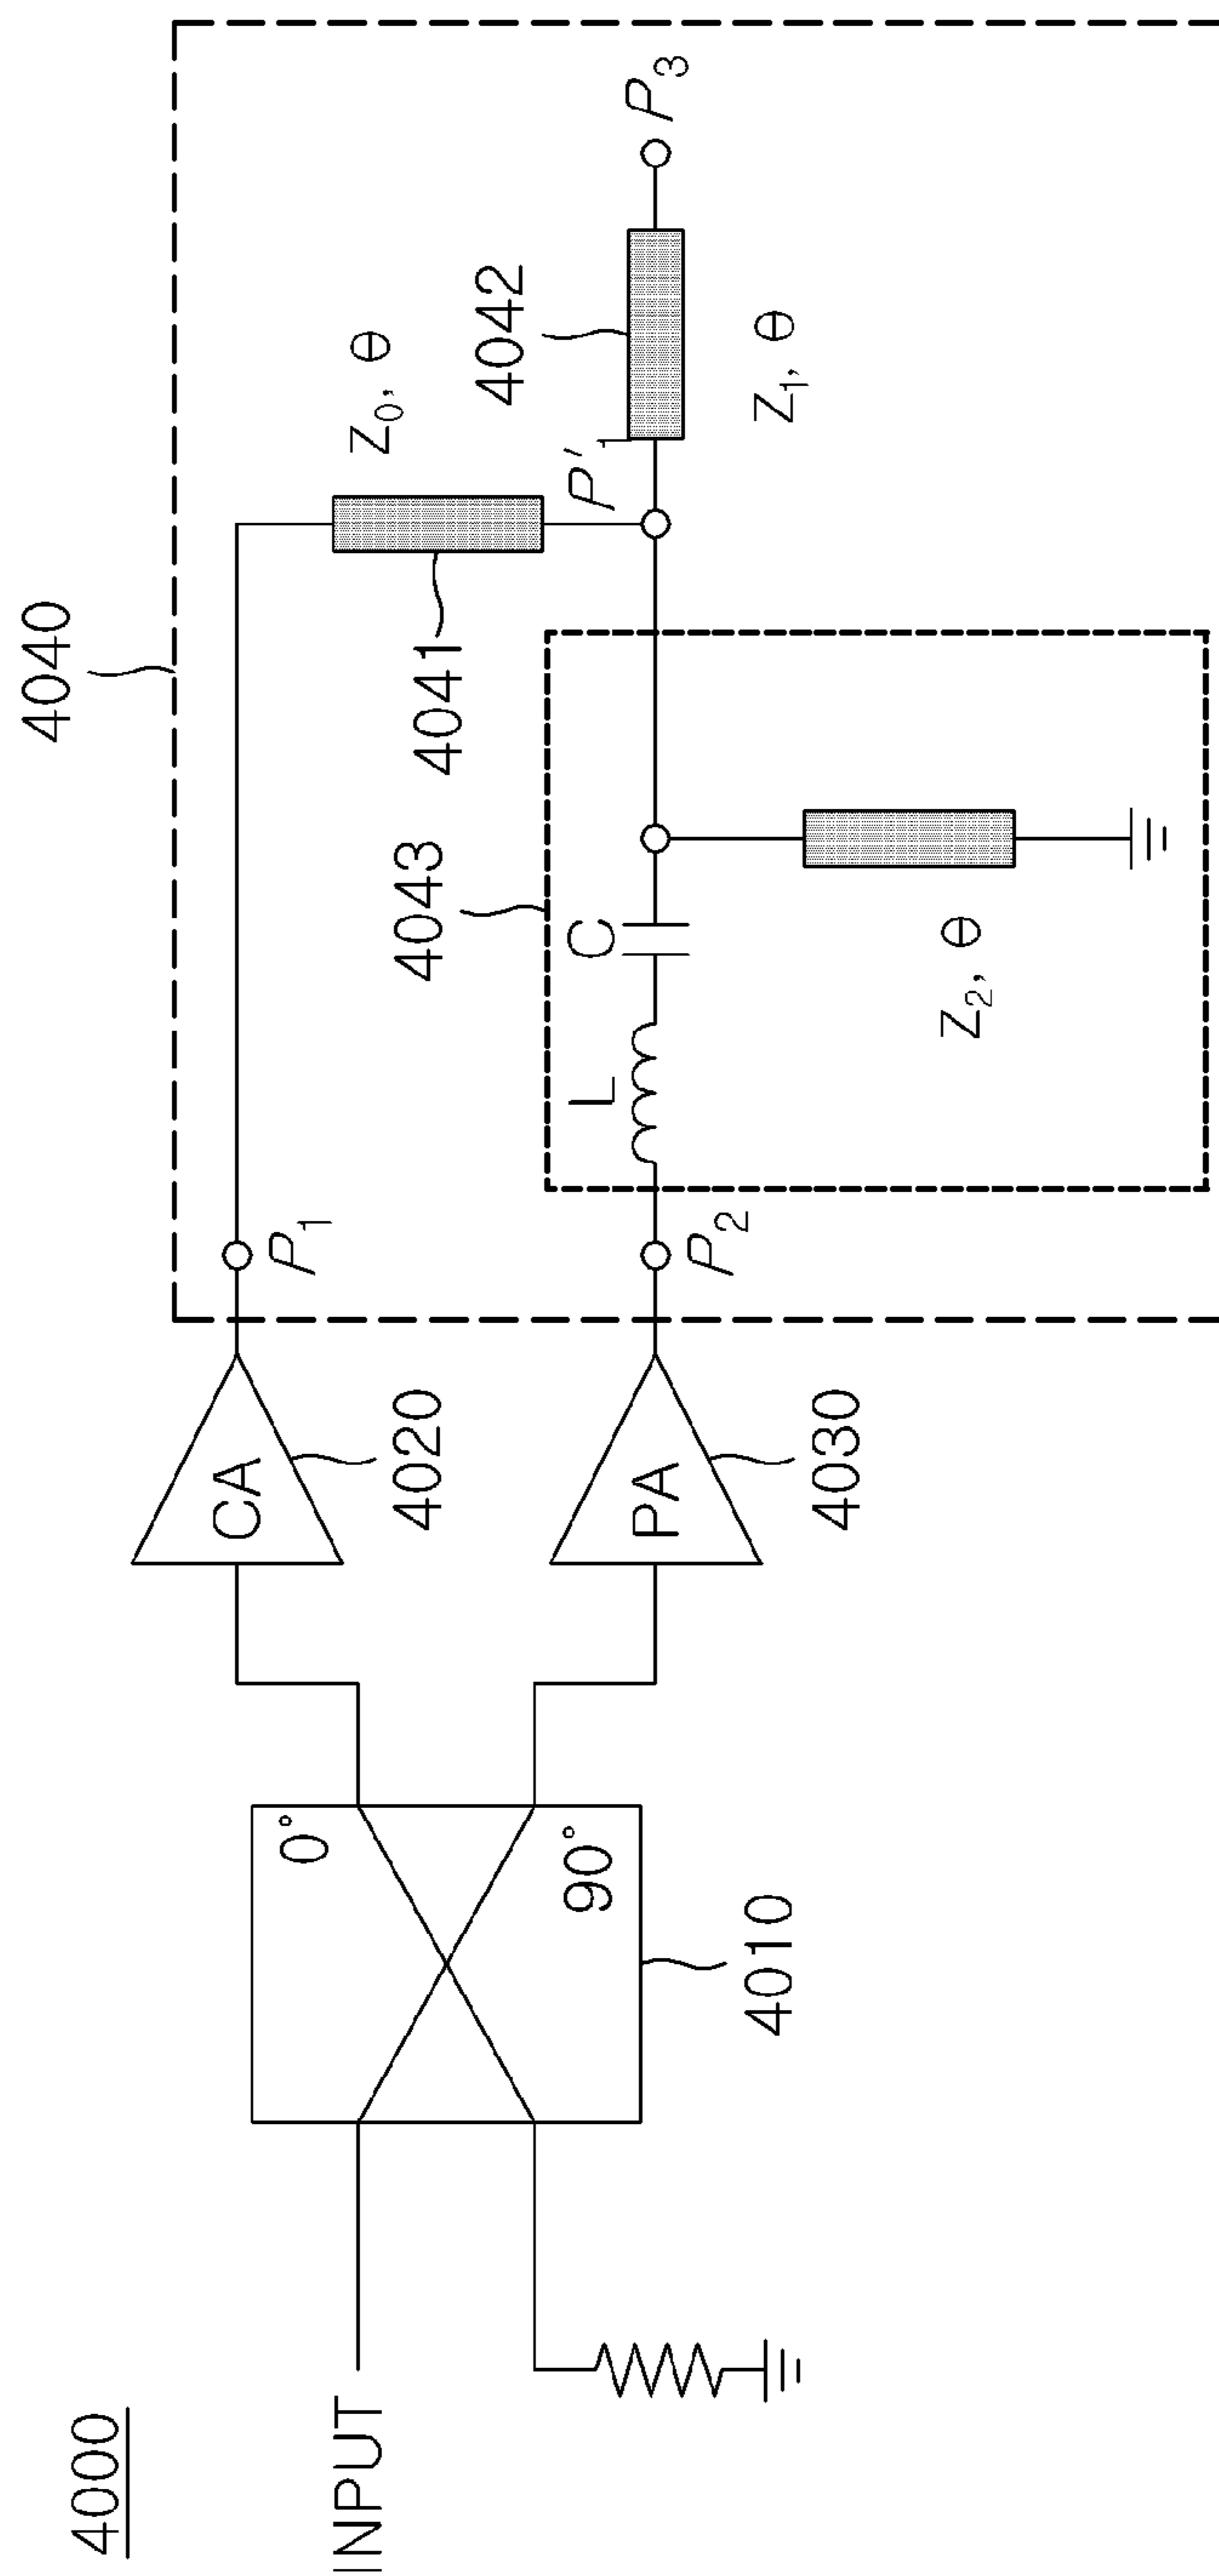 4000
INPUT
0°
90°
4010
CA
4020
PA
4030
4040
P1
P2
4043
L
C
Z2, θ
4041
Z0, θ
P'1
4042
Z1, θ
P3